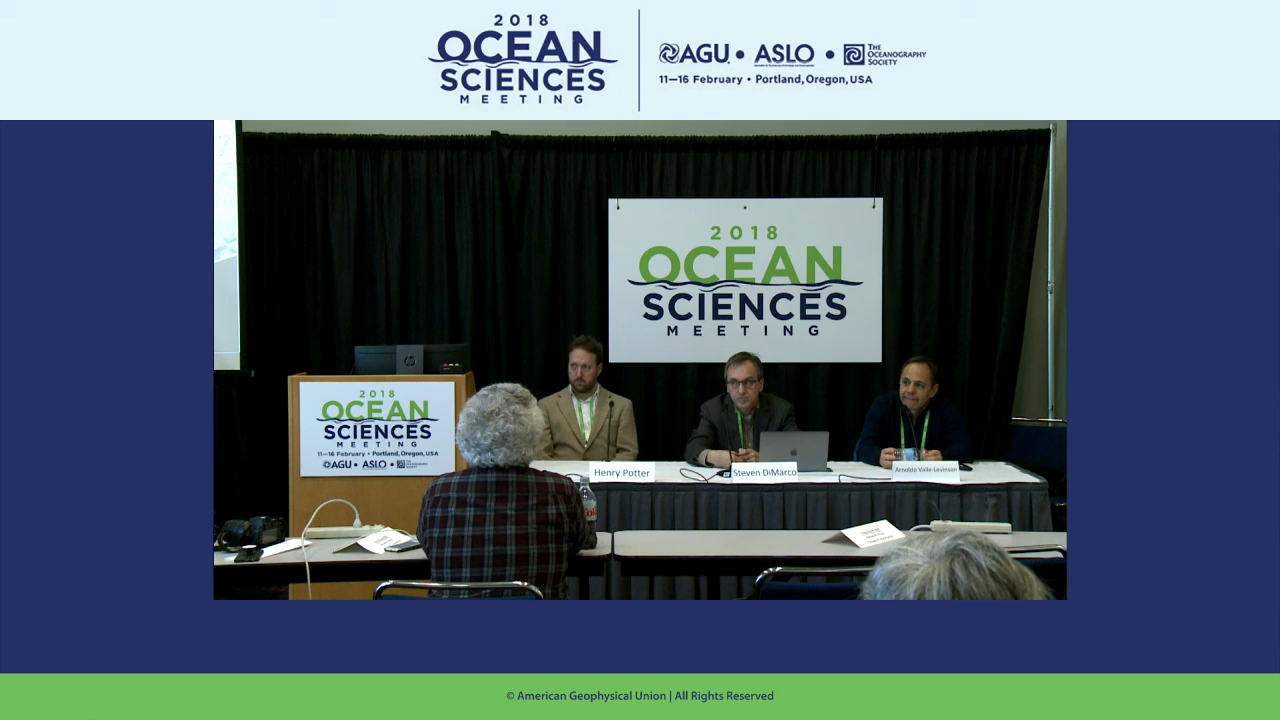 2018
OCEAN
SCIENCES
MEETING
AGU • ASLO • THE OCEANOGRAPHY SOCIETY
11—16 February • Portland, Oregon, USA
2018
OCEAN
SCIENCES
MEETING
hp
2018
OCEAN
SCIENCES
MEETING
11—16 February • Portland, Oregon, USA
AGU • ASLO •
Henry Potter
Steven DiMarco
Arnoldo Valle-Levinson
© American Geophysical Union | All Rights Reserved